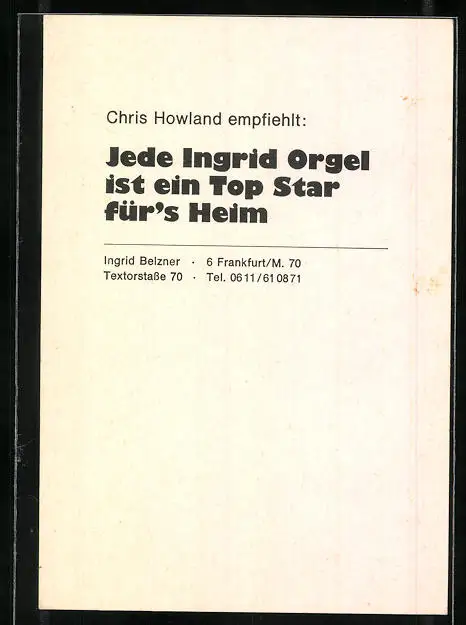 Chris Howland empfiehlt:
Jede Ingrid Orgel
ist ein Top Star
für's Heim
Ingrid Belzner · 6 Frankfurt/M. 70
Textorstaße 70 · Tel. 0611/610871